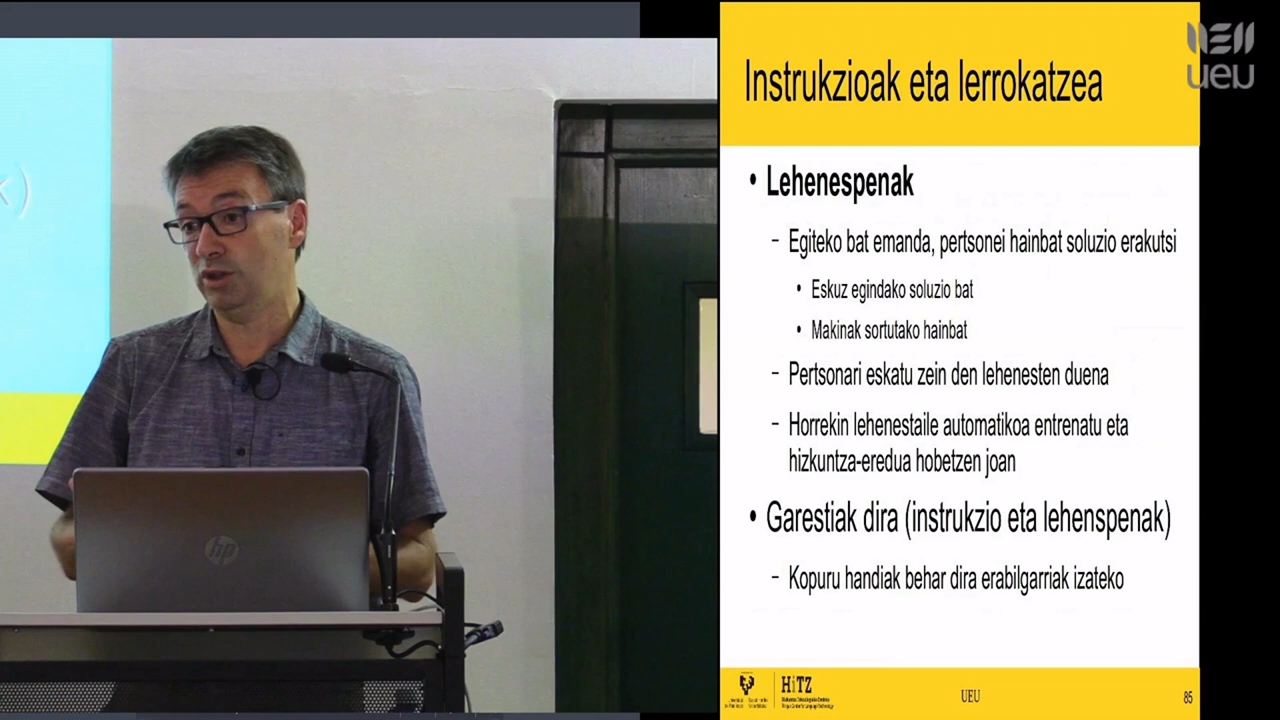 ueu
Instrukzioak eta lerrokatzea
• Lehenespenak
– Egiteko bat emanda, pertsonei hainbat soluzio erakutsi
• Eskuz egindako soluzio bat
• Makinak sortutako hainbat
– Pertsonari eskatu zein den lehenesten duena
– Horrekin lehenestaile automatikoa entrenatu eta
hizkuntza-eredua hobetzen joan
• Garestiak dira (instrukzio eta lehenspenak)
– Kopuru handiak behar dira erabilgarriak izateko
hp
HiTZ
UEU
85